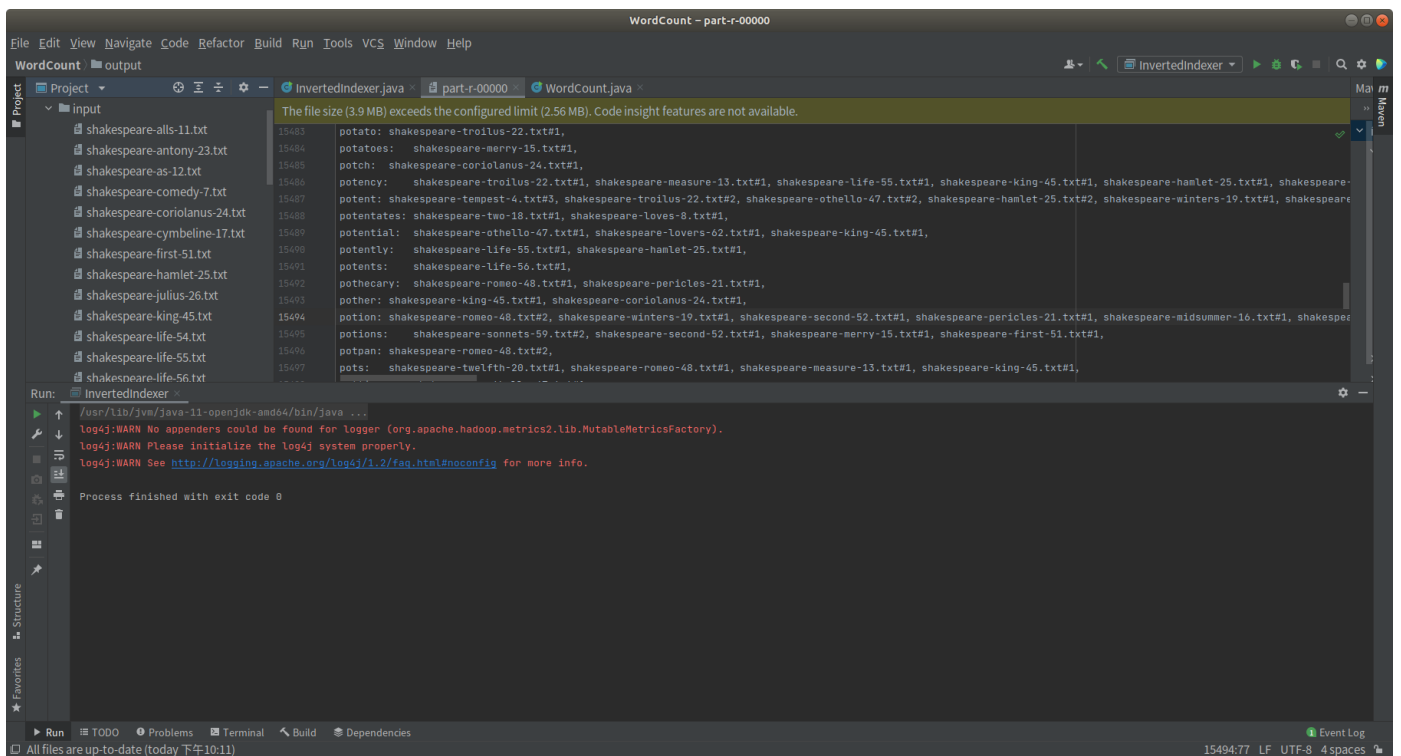 WordCount – part-r-00000
File Edit View Navigate Code Refactor Build Run Tools VCS Window Help
WordCount output InvertedIndexer
Project InvertedIndexer.java part-r-00000 WordCount.java Mav
The file size (3.9 MB) exceeds the configured limit (2.56 MB). Code insight features are not available.
input
shakespeare-alls-11.txt
shakespeare-antony-23.txt
shakespeare-as-12.txt
shakespeare-comedy-7.txt
shakespeare-coriolanus-24.txt
shakespeare-cymbeline-17.txt
shakespeare-first-51.txt
shakespeare-hamlet-25.txt
shakespeare-julius-26.txt
shakespeare-king-45.txt
shakespeare-life-54.txt
shakespeare-life-55.txt
shakespeare-life-56.txt
15483 potato: shakespeare-troilus-22.txt#1,
15484 potatoes: shakespeare-merry-15.txt#1,
15485 potch: shakespeare-coriolanus-24.txt#1,
15486 potency: shakespeare-troilus-22.txt#1, shakespeare-measure-13.txt#1, shakespeare-life-55.txt#1, shakespeare-king-45.txt#1, shakespeare-hamlet-25.txt#1, shakespeare-
15487 potent: shakespeare-tempest-4.txt#3, shakespeare-troilus-22.txt#2, shakespeare-othello-47.txt#2, shakespeare-hamlet-25.txt#2, shakespeare-winters-19.txt#1, shakespeare
15488 potentates: shakespeare-two-18.txt#1, shakespeare-loves-8.txt#1,
15489 potential: shakespeare-othello-47.txt#1, shakespeare-lovers-62.txt#1, shakespeare-king-45.txt#1,
15490 potently: shakespeare-life-55.txt#1, shakespeare-hamlet-25.txt#1,
15491 potents: shakespeare-life-56.txt#1,
15492 pothecary: shakespeare-romeo-48.txt#1, shakespeare-pericles-21.txt#1,
15493 pother: shakespeare-king-45.txt#1, shakespeare-coriolanus-24.txt#1,
15494 potion: shakespeare-romeo-48.txt#2, shakespeare-winters-19.txt#1, shakespeare-second-52.txt#1, shakespeare-pericles-21.txt#1, shakespeare-midsummer-16.txt#1, shakespea
15495 potions: shakespeare-sonnets-59.txt#2, shakespeare-second-52.txt#1, shakespeare-merry-15.txt#1, shakespeare-first-51.txt#1,
15496 potpan: shakespeare-romeo-48.txt#2,
15497 pots: shakespeare-twelfth-20.txt#1, shakespeare-romeo-48.txt#1, shakespeare-measure-13.txt#1, shakespeare-king-45.txt#1,
Project
m Maven
Run: InvertedIndexer
/usr/lib/jvm/java-11-openjdk-amd64/bin/java ...
log4j:WARN No appenders could be found for logger (org.apache.hadoop.metrics2.lib.MutableMetricsFactory).
log4j:WARN Please initialize the log4j system properly.
log4j:WARN See http://logging.apache.org/log4j/1.2/faq.html#noconfig for more info.
Process finished with exit code 0
Structure
Favorites
Run TODO Problems Terminal Build Dependencies 1 Event Log
All files are up-to-date (today 下午10:11) 15494:77 LF UTF-8 4 spaces